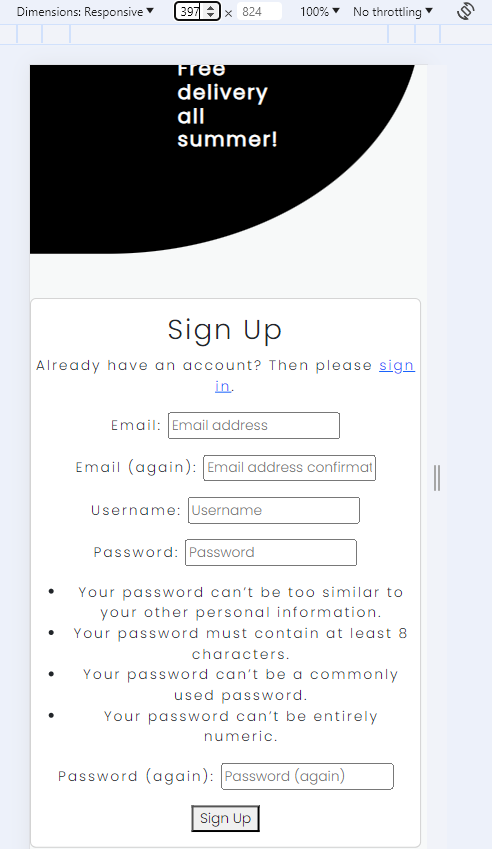 Dimensions: Responsive ▼ 397 × 824 100% ▼ No throttling ▼
Free
delivery
all
summer!
Sign Up
Already have an account? Then please sign
in.
Email: Email address
Email (again): Email address confirmat
Username: Username
Password: Password
• Your password can't be too similar to
your other personal information.
• Your password must contain at least 8
characters.
• Your password can't be a commonly
used password.
• Your password can't be entirely
numeric.
Password (again): Password (again)
Sign Up